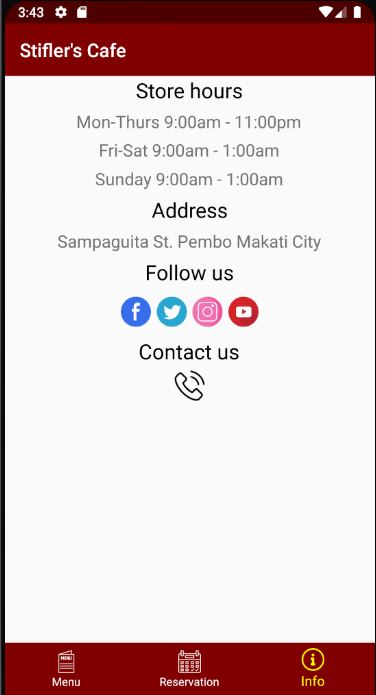 3:43
Stifler's Cafe
Store hours
Mon-Thurs 9:00am - 11:00pm
Fri-Sat 9:00am - 1:00am
Sunday 9:00am - 1:00am
Address
Sampaguita St. Pembo Makati City
Follow us
Contact us
MENU
Menu
Reservation
Info